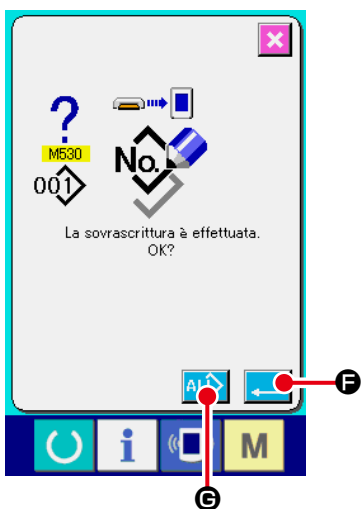 No.
?
M530
001
La sovrascrittura è effettuata.
OK?
ALL
F
i
M
G